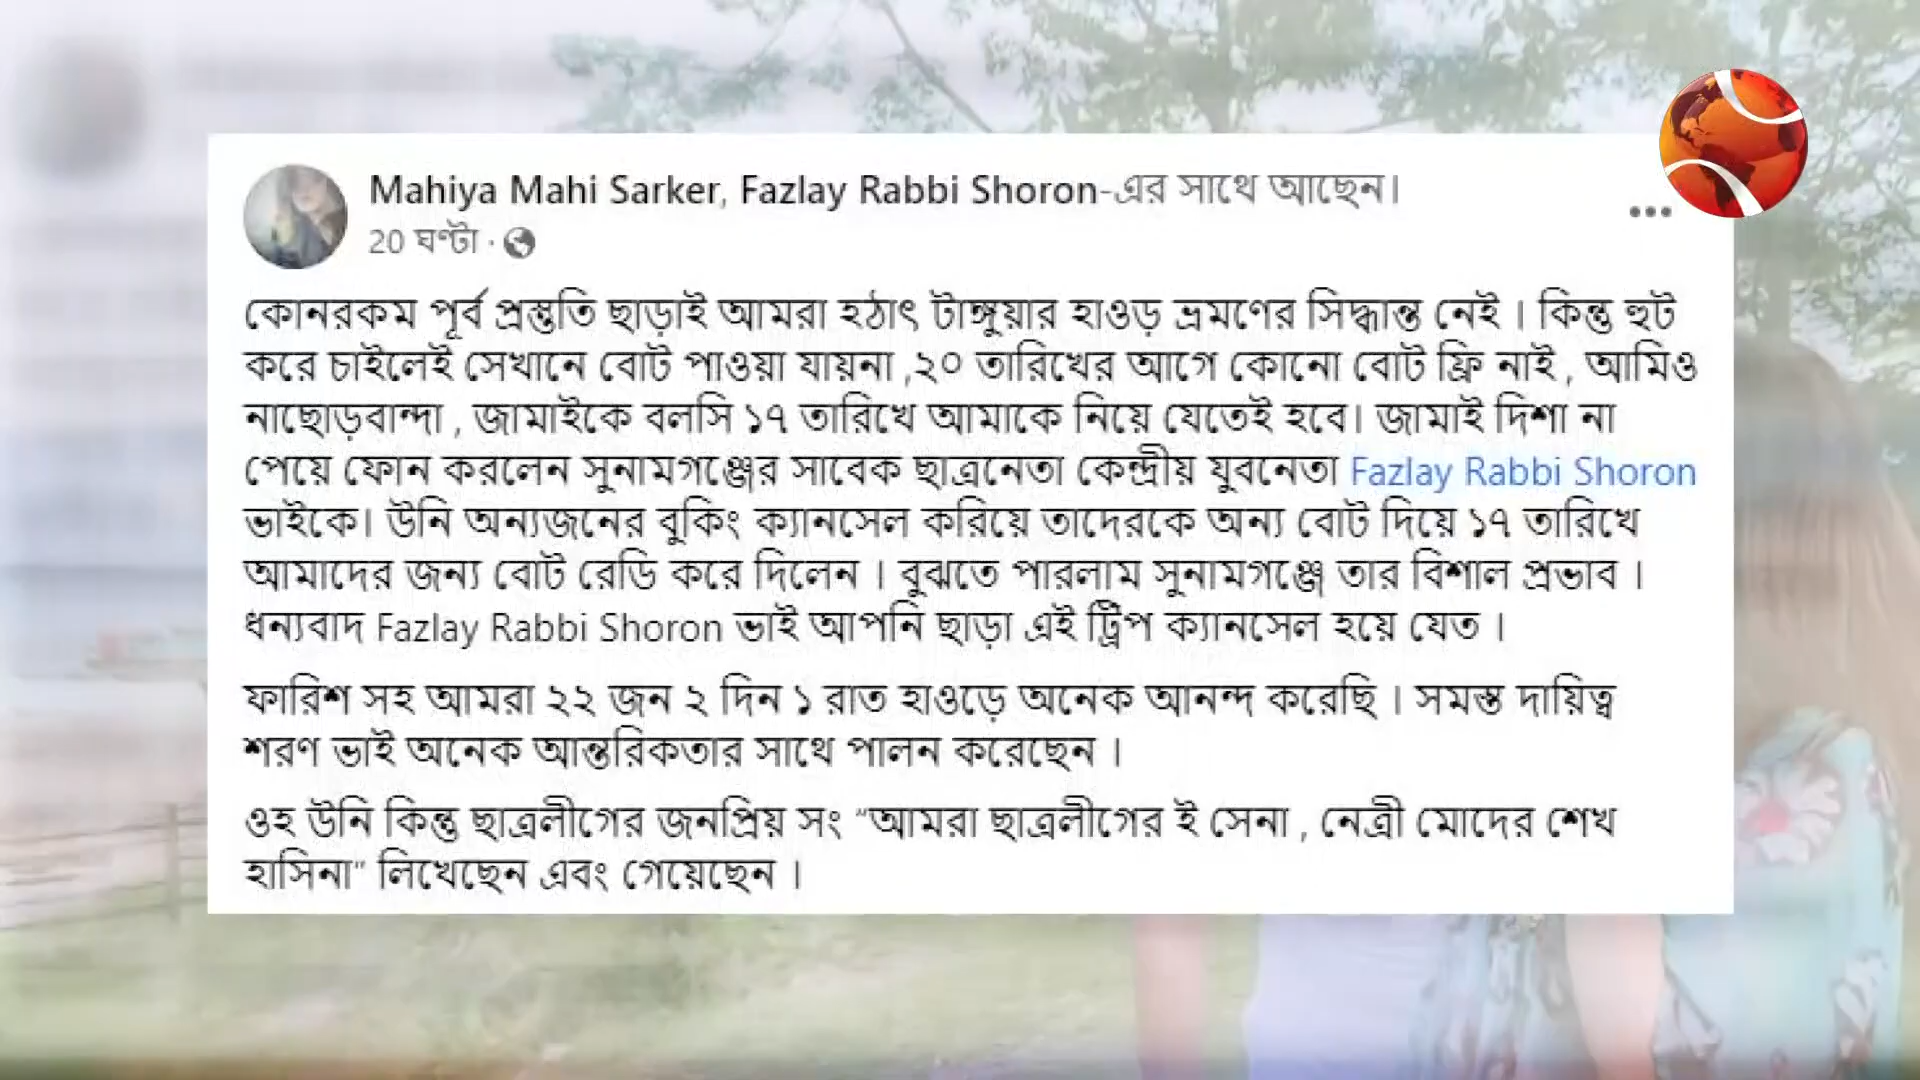 Mahiya Mahi Sarker, Fazlay Rabbi Shoron-এর সাথে আছেন।
20 ঘণ্টা ·
কোনরকম পূর্ব প্রস্তুতি ছাড়াই আমরা হঠাৎ টাঙ্গুয়ার হাওড় ভ্রমণের সিদ্ধান্ত নেই । কিন্তু হুট
করে চাইলেই সেখানে বোট পাওয়া যায়না ,২০ তারিখের আগে কোনো বোট ফ্রি নাই , আমিও
নাছোড়বান্দা , জামাইকে বলসি ১৭ তারিখে আমাকে নিয়ে যেতেই হবে। জামাই দিশা না
পেয়ে ফোন করলেন সুনামগঞ্জের সাবেক ছাত্রনেতা কেন্দ্রীয় যুবনেতা Fazlay Rabbi Shoron
ভাইকে। উনি অন্যজনের বুকিং ক্যানসেল করিয়ে তাদেরকে অন্য বোট দিয়ে ১৭ তারিখে
আমাদের জন্য বোট রেডি করে দিলেন । বুঝতে পারলাম সুনামগঞ্জে তার বিশাল প্রভাব ।
ধন্যবাদ Fazlay Rabbi Shoron ভাই আপনি ছাড়া এই ট্রিপ ক্যানসেল হয়ে যেত ।
ফারিশ সহ আমরা ২২ জন ২ দিন ১ রাত হাওড়ে অনেক আনন্দ করেছি । সমস্ত দায়িত্ব
শরণ ভাই অনেক আন্তরিকতার সাথে পালন করেছেন ।
ওহ উনি কিন্তু ছাত্রলীগের জনপ্রিয় সং “আমরা ছাত্রলীগের ই সেনা , নেত্রী মোদের শেখ
হাসিনা” লিখেছেন এবং গেয়েছেন ।